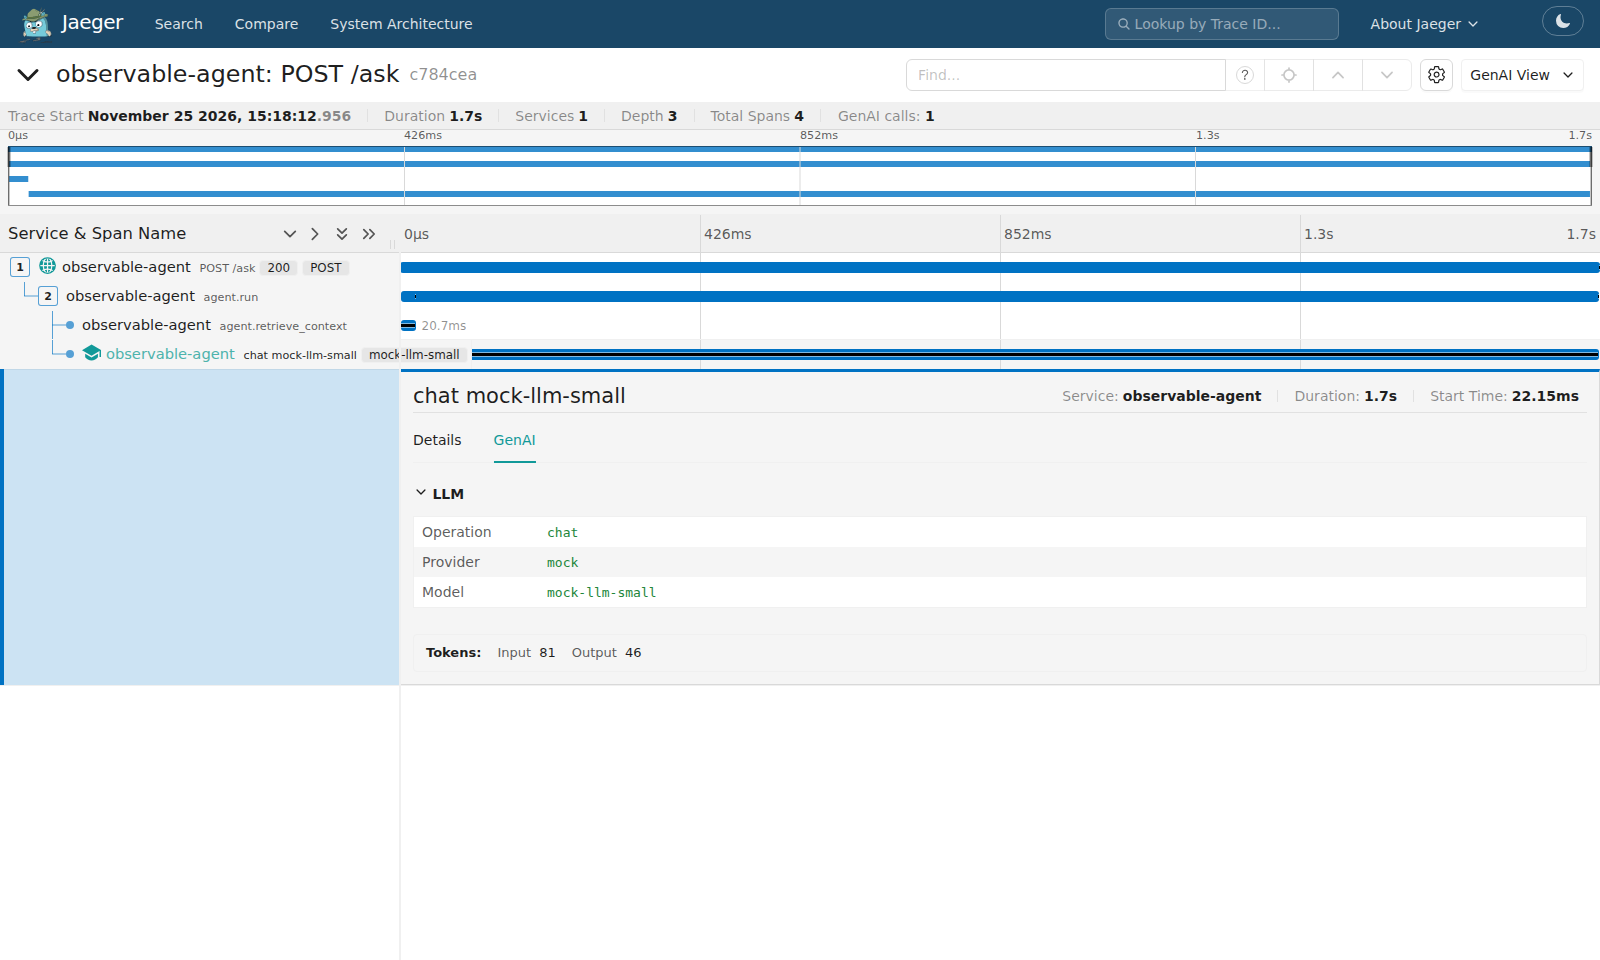 Jaeger Search Compare System Architecture Lookup by Trace ID... About Jaeger
observable-agent: POST /ask c784cea Find... ? GenAI View
Trace Start November 25 2026, 15:18:12.956 Duration 1.7s Services 1 Depth 3 Total Spans 4 GenAI calls: 1
0μs 426ms 852ms 1.3s 1.7s
Service & Span Name 0μs 426ms 852ms 1.3s 1.7s
1 observable-agent POST /ask 200 POST
2 observable-agent agent.run
observable-agent agent.retrieve_context 20.7ms
observable-agent chat mock-llm-small mock-llm-small
chat mock-llm-small Service: observable-agent Duration: 1.7s Start Time: 22.15ms
Details GenAI
LLM
Operation chat
Provider mock
Model mock-llm-small
Tokens: Input 81 Output 46